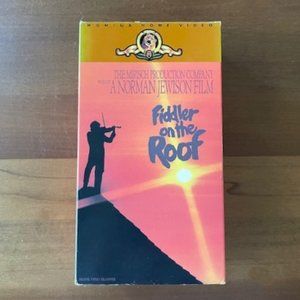 MGM/UA HOME VIDEO
THE MIRISCH PRODUCTION COMPANY
A NORMAN JEWISON FILM
Fiddler
on the
Roof